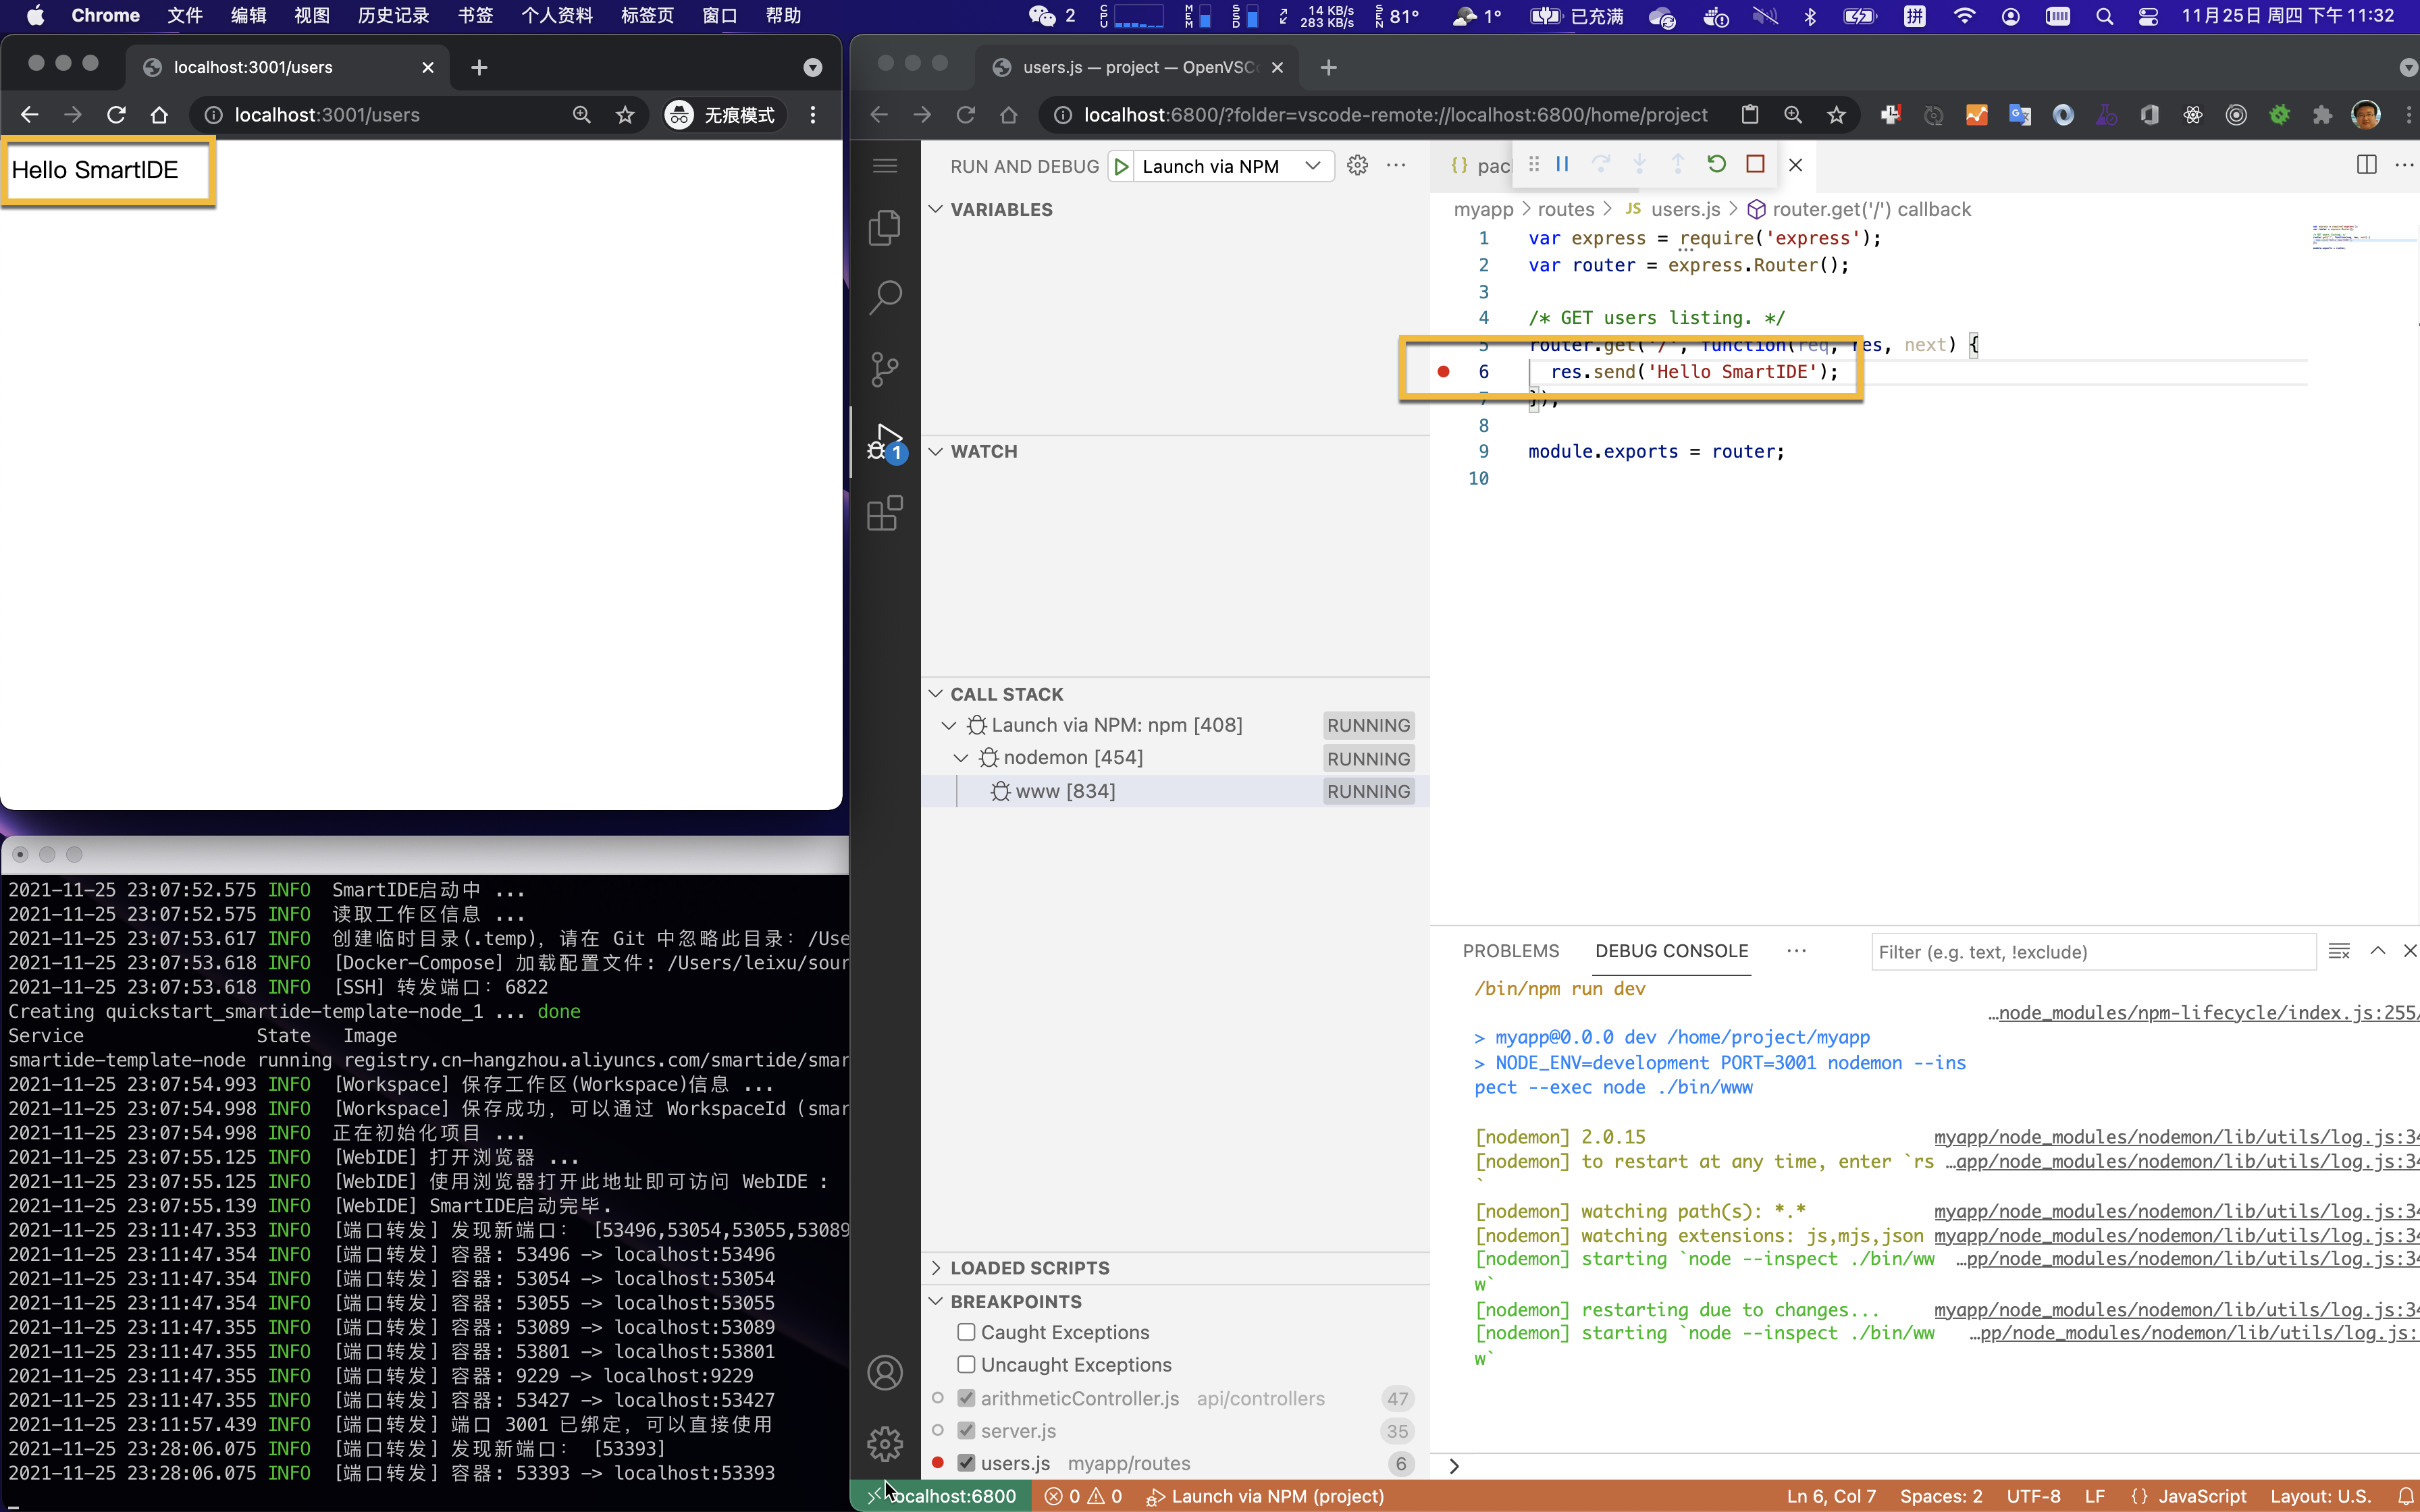 Chrome 文件 编辑 视图 历史记录 书签 个人资料 标签页 窗口 帮助
2 CPU MEM SSD 14 KB/s 283 KB/s SEN 81° 1° 已充满 拼 11月25日 周四 下午 11:32
localhost:3001/users
localhost:3001/users 无痕模式
Hello SmartIDE
2021-11-25 23:07:52.575 INFO SmartIDE启动中 ...
2021-11-25 23:07:52.575 INFO 读取工作区信息 ...
2021-11-25 23:07:53.617 INFO 创建临时目录(.temp), 请在 Git 中忽略此目录: /Use
2021-11-25 23:07:53.618 INFO [Docker-Compose] 加载配置文件: /Users/leixu/sour
2021-11-25 23:07:53.618 INFO [SSH] 转发端口: 6822
Creating quickstart_smartide-template-node_1 ... done
Service State Image
smartide-template-node running registry.cn-hangzhou.aliyuncs.com/smartide/smar
2021-11-25 23:07:54.993 INFO [Workspace] 保存工作区(Workspace)信息 ...
2021-11-25 23:07:54.998 INFO [Workspace] 保存成功, 可以通过 WorkspaceId (smar
2021-11-25 23:07:54.998 INFO 正在初始化项目 ...
2021-11-25 23:07:55.125 INFO [WebIDE] 打开浏览器 ...
2021-11-25 23:07:55.125 INFO [WebIDE] 使用浏览器打开此地址即可访问 WebIDE :
2021-11-25 23:07:55.139 INFO [WebIDE] SmartIDE启动完毕.
2021-11-25 23:11:47.353 INFO [端口转发] 发现新端口: [53496,53054,53055,53089
2021-11-25 23:11:47.354 INFO [端口转发] 容器: 53496 -> localhost:53496
2021-11-25 23:11:47.354 INFO [端口转发] 容器: 53054 -> localhost:53054
2021-11-25 23:11:47.354 INFO [端口转发] 容器: 53055 -> localhost:53055
2021-11-25 23:11:47.355 INFO [端口转发] 容器: 53089 -> localhost:53089
2021-11-25 23:11:47.355 INFO [端口转发] 容器: 53801 -> localhost:53801
2021-11-25 23:11:47.355 INFO [端口转发] 容器: 9229 -> localhost:9229
2021-11-25 23:11:47.355 INFO [端口转发] 容器: 53427 -> localhost:53427
2021-11-25 23:11:57.439 INFO [端口转发] 端口 3001 已绑定, 可以直接使用
2021-11-25 23:28:06.075 INFO [端口转发] 发现新端口: [53393]
2021-11-25 23:28:06.075 INFO [端口转发] 容器: 53393 -> localhost:53393
users.js — project — OpenVSC
localhost:6800/?folder=vscode-remote://localhost:6800/home/project
RUN AND DEBUG Launch via NPM
VARIABLES
WATCH
1
CALL STACK
Launch via NPM: npm [408] RUNNING
nodemon [454] RUNNING
www [834] RUNNING
LOADED SCRIPTS
BREAKPOINTS
Caught Exceptions
Uncaught Exceptions
arithmeticController.js api/controllers 47
server.js 35
users.js myapp/routes 6
{} pac
myapp > routes > JS users.js > router.get('/') callback
1 var express = require('express');
2 var router = express.Router();
3
4 /* GET users listing. */
5 router.get('/', function(req, res, next) {
6 res.send('Hello SmartIDE');
7 });
8
9 module.exports = router;
10
PROBLEMS DEBUG CONSOLE Filter (e.g. text, !exclude)
/bin/npm run dev
…node_modules/npm-lifecycle/index.js:255/
> myapp@0.0.0 dev /home/project/myapp
> NODE_ENV=development PORT=3001 nodemon --ins
pect --exec node ./bin/www
[nodemon] 2.0.15 myapp/node_modules/nodemon/lib/utils/log.js:34
[nodemon] to restart at any time, enter `rs …app/node_modules/nodemon/lib/utils/log.js:34
`
[nodemon] watching path(s): *.* myapp/node_modules/nodemon/lib/utils/log.js:34
[nodemon] watching extensions: js,mjs,json myapp/node_modules/nodemon/lib/utils/log.js:34
[nodemon] starting `node --inspect ./bin/ww …pp/node_modules/nodemon/lib/utils/log.js:34
w`
[nodemon] restarting due to changes... myapp/node_modules/nodemon/lib/utils/log.js:34
[nodemon] starting `node --inspect ./bin/ww …pp/node_modules/nodemon/lib/utils/log.js:
w`
localhost:6800 0 0 Launch via NPM (project) Ln 6, Col 7 Spaces: 2 UTF-8 LF {} JavaScript Layout: U.S.